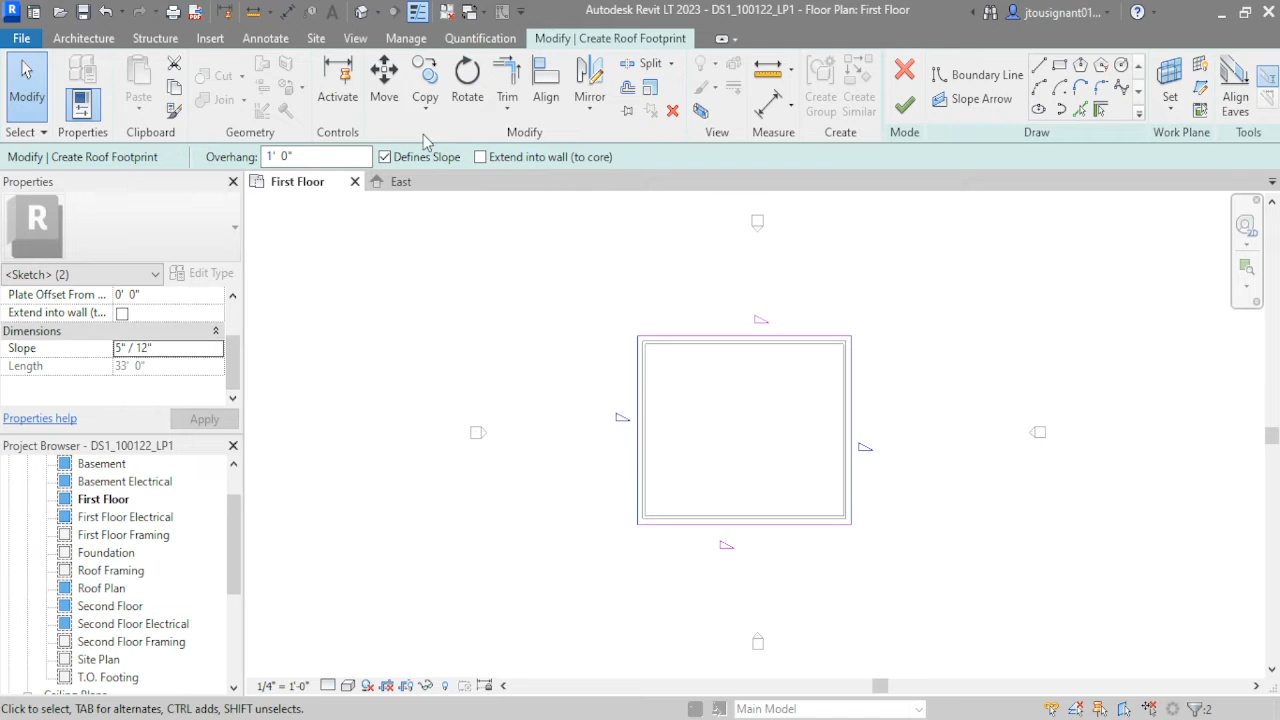 Autodesk Revit LT 2023 - DS1_100122_LP1 - Floor Plan: First Floor
jtousignant01...
File Architecture Structure Insert Annotate Site View Manage Quantification Modify | Create Roof Footprint
Modify Paste Cut Join Activate Move Copy Rotate Trim Align Mirror Split Create Group Create Similar Boundary Line Slope Arrow Set Align Edges
Select Properties Clipboard Geometry Controls Modify View Measure Create Mode Draw Work Plane Tools
Modify | Create Roof Footprint Overhang: 1' 0" Defines Slope Extend into wall (to core)
Properties
First Floor East
R
2D
<Sketch> (2) Edit Type
Plate Offset From ... 0' 0"
Extend into wall (t...
Dimensions
Slope 5" / 12"
Length 33' 0"
Properties help Apply
Project Browser - DS1_100122_LP1
Basement
Basement Electrical
First Floor
First Floor Electrical
First Floor Framing
Foundation
Roof Framing
Roof Plan
Second Floor
Second Floor Electrical
Second Floor Framing
Site Plan
T.O. Footing
1/4" = 1'-0"
Click to select, TAB for alternates, CTRL adds, SHIFT unselects. Main Model :2